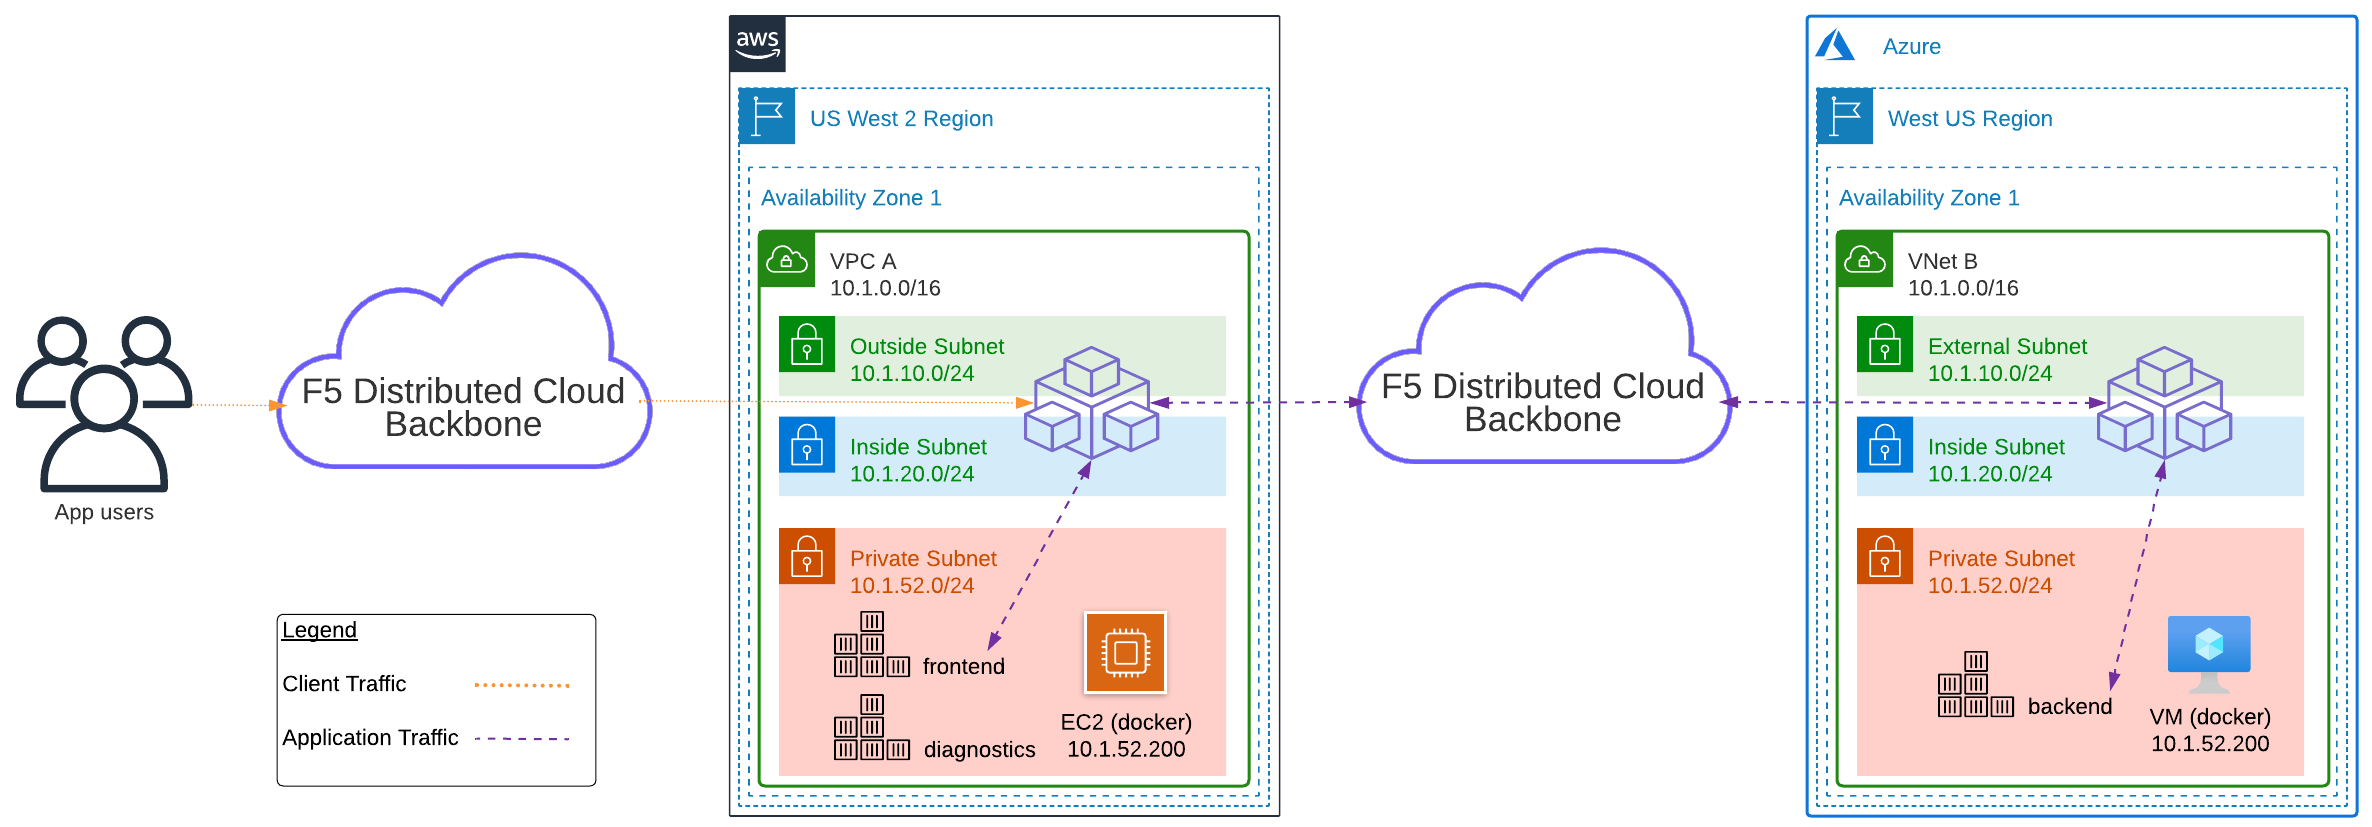 App users
F5 Distributed Cloud
Backbone
Legend
Client Traffic
Application Traffic
aws
US West 2 Region
Availability Zone 1
VPC A
10.1.0.0/16
Outside Subnet
10.1.10.0/24
Inside Subnet
10.1.20.0/24
Private Subnet
10.1.52.0/24
frontend
diagnostics
EC2 (docker)
10.1.52.200
F5 Distributed Cloud
Backbone
Azure
West US Region
Availability Zone 1
VNet B
10.1.0.0/16
External Subnet
10.1.10.0/24
Inside Subnet
10.1.20.0/24
Private Subnet
10.1.52.0/24
backend
VM (docker)
10.1.52.200